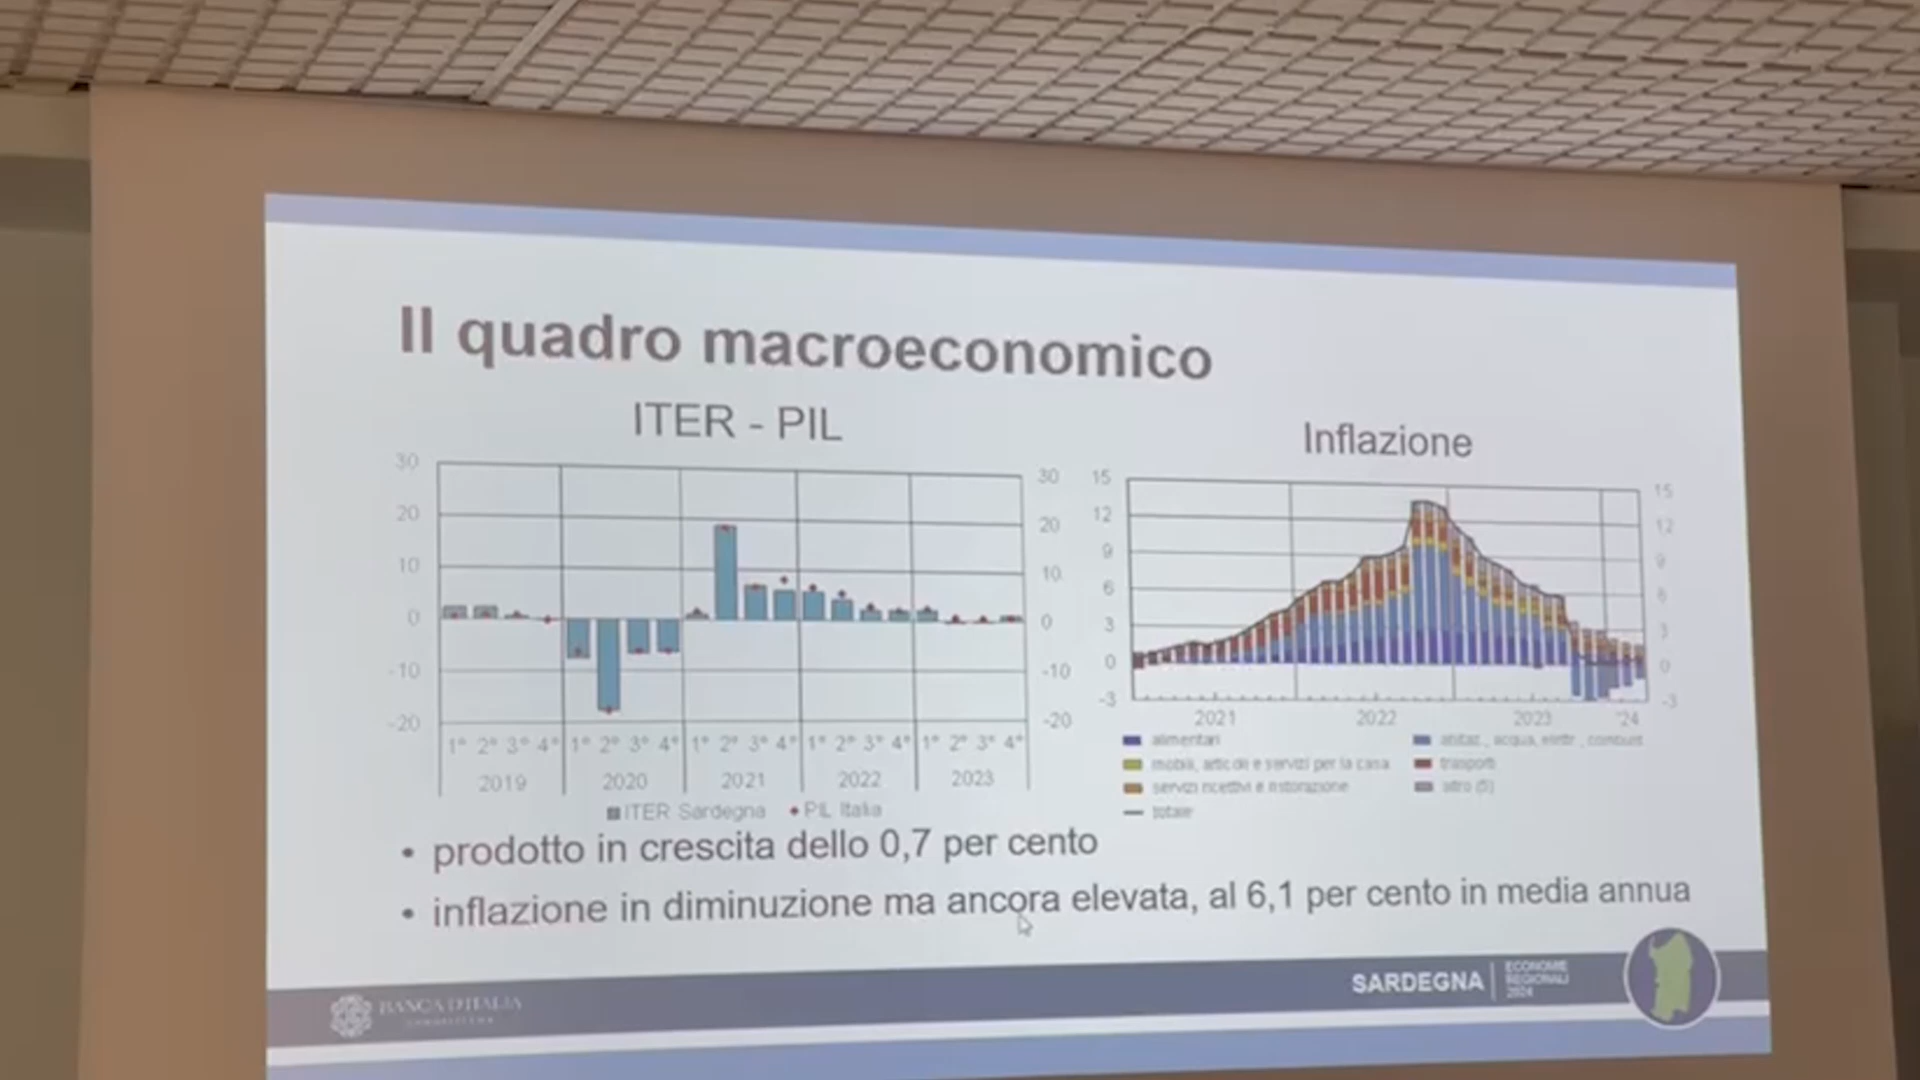 Il quadro macroeconomico
ITER - PIL
30
20
10
0
-10
-20
30
20
10
0
-10
-20
1° 2° 3° 4° 1° 2° 3° 4° 1° 2° 3° 4° 1° 2° 3° 4° 1° 2° 3° 4°
2019 2020 2021 2022 2023
ITER Sardegna PIL Italia
Inflazione
15
12
9
6
3
0
-3
15
12
9
6
3
0
-3
2021 2022 2023 '24
alimentari
abitaz., acqua, elettr., combust
mobili, articoli e servizi per la casa
trasporti
servizi ricettivi e ristorazione
altro (5)
totale
• prodotto in crescita dello 0,7 per cento
• inflazione in diminuzione ma ancora elevata, al 6,1 per cento in media annua
BANCA D'ITALIA
SARDEGNA
ECONOMIE
REGIONALI
2024